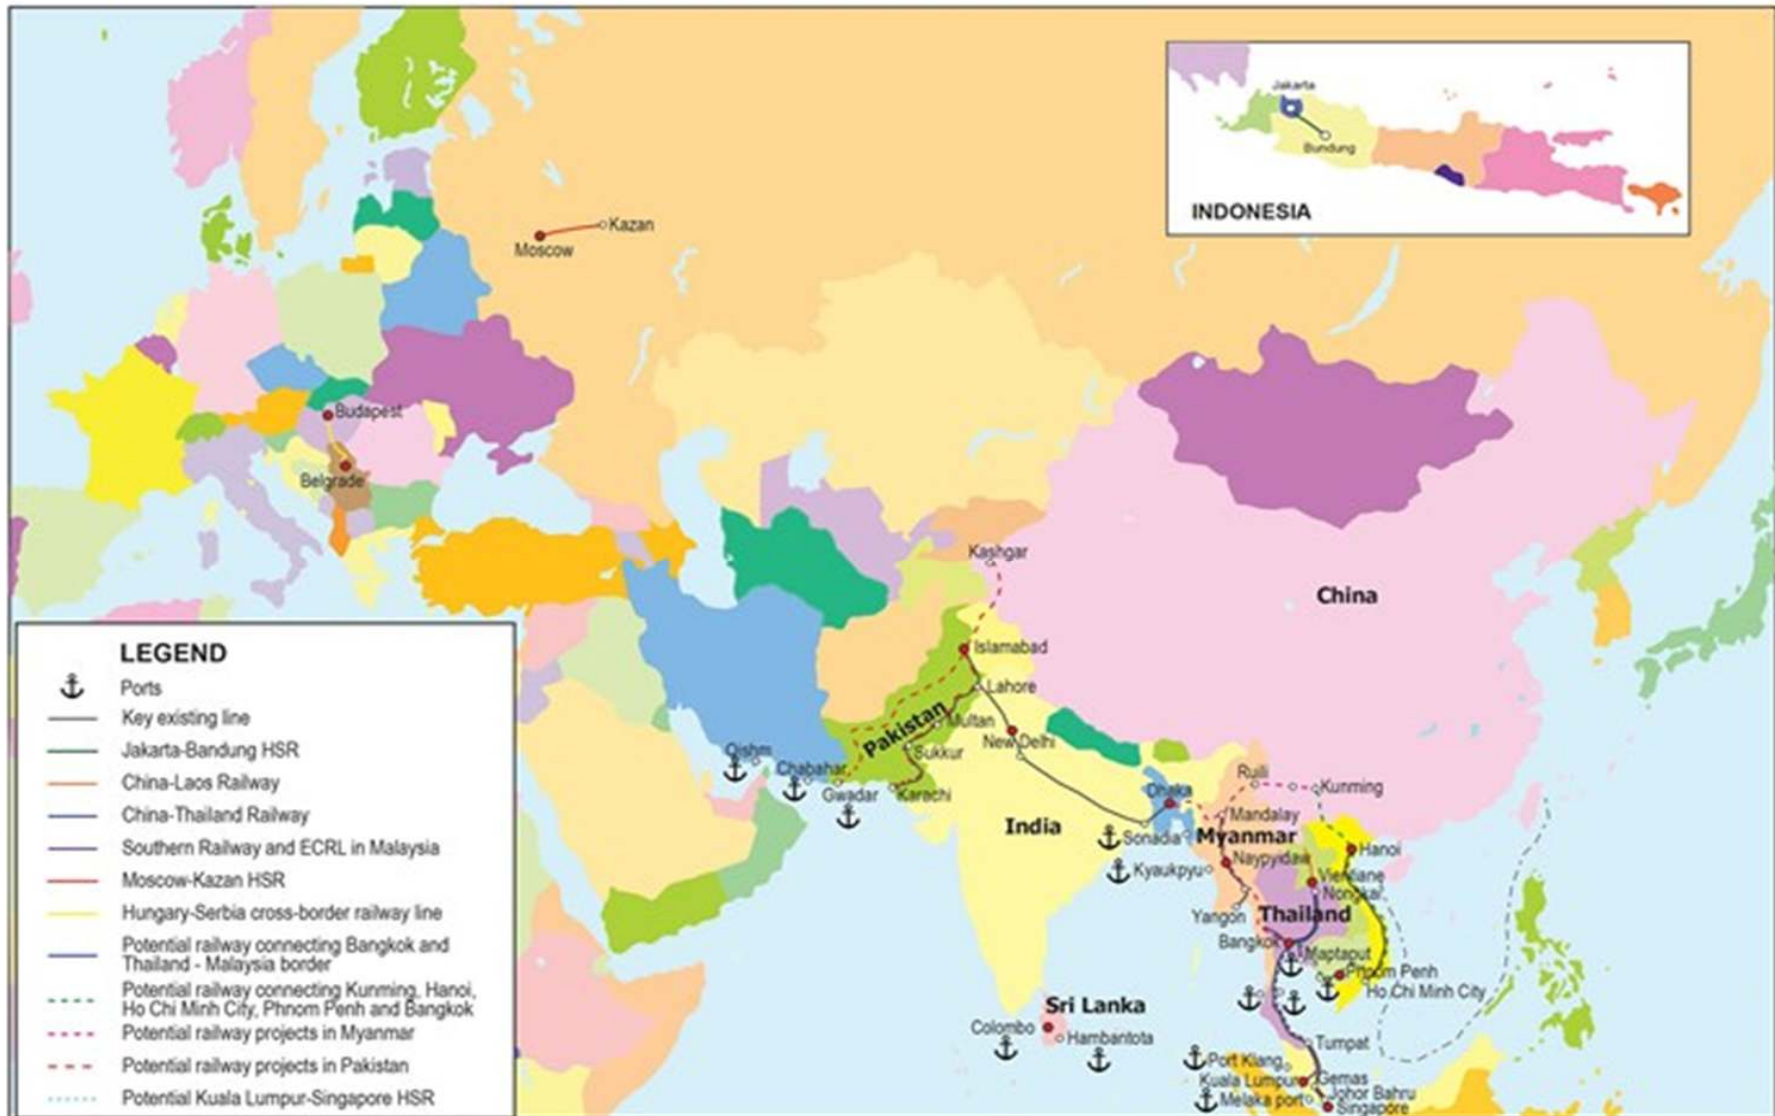 Jakarta
Bundung
INDONESIA
Kazan
Moscow
Budapest
Belgrade
Kashgar
China
Islamabad
Lahore
Pakistan
Multan
New Delhi
Sukkur
Qishm
Chabahar
Gwadar
Karachi
India
Dhaka
Sonadia
Kyaukpyu
Ruili
Kunming
Mandalay
Myanmar
Naypyidaw
Hanoi
Vientiane
Nongkai
Yangon
Thailand
Bangkok
Maptaput
Phnom Penh
Ho Chi Minh City
Sri Lanka
Colombo
Hambantota
Tumpat
Port Klang
Kuala Lumpur
Gemas
Melaka port
Johor Bahru
Singapore
LEGEND
Ports
Key existing line
Jakarta-Bandung HSR
China-Laos Railway
China-Thailand Railway
Southern Railway and ECRL in Malaysia
Moscow-Kazan HSR
Hungary-Serbia cross-border railway line
Potential railway connecting Bangkok and
Thailand - Malaysia border
Potential railway connecting Kunming, Hanoi,
Ho Chi Minh City, Phnom Penh and Bangkok
Potential railway projects in Myanmar
Potential railway projects in Pakistan
Potential Kuala Lumpur-Singapore HSR